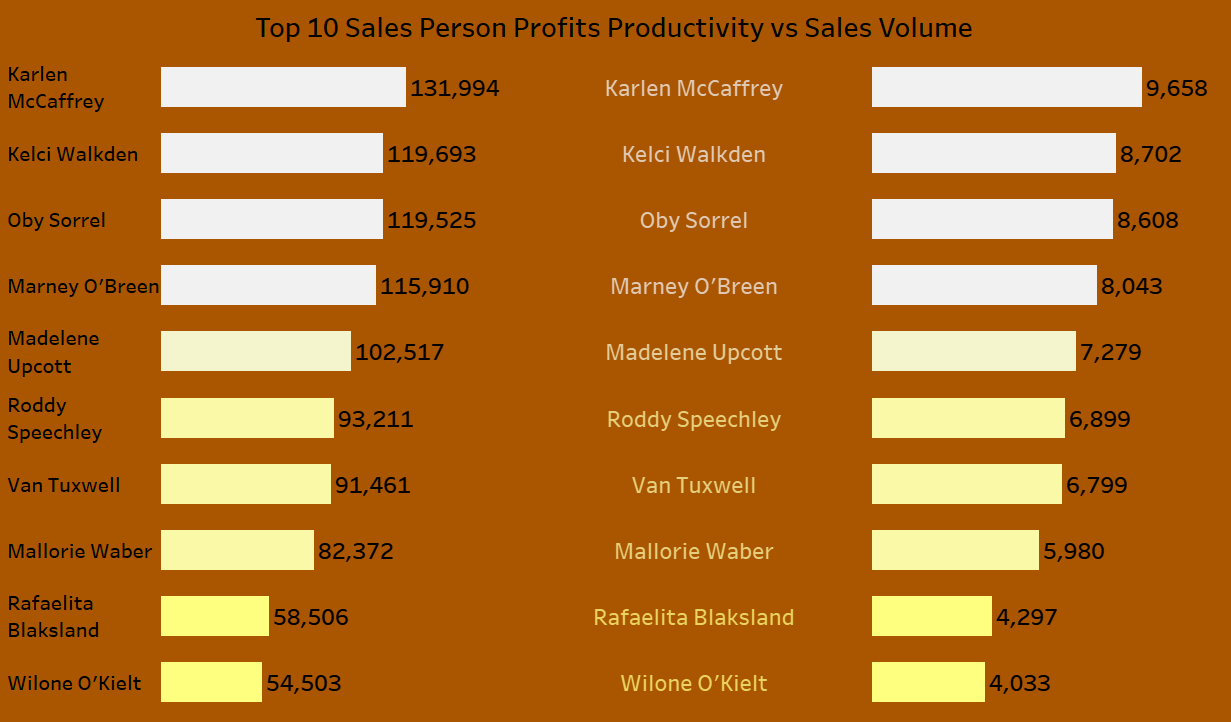 Top 10 Sales Person Profits Productivity vs Sales Volume
Karlen
McCaffrey
131,994
Karlen McCaffrey
9,658
Kelci Walkden
119,693
Kelci Walkden
8,702
Oby Sorrel
119,525
Oby Sorrel
8,608
Marney O’Breen
115,910
Marney O’Breen
8,043
Madelene
Upcott
102,517
Madelene Upcott
7,279
Roddy
Speechley
93,211
Roddy Speechley
6,899
Van Tuxwell
91,461
Van Tuxwell
6,799
Mallorie Waber
82,372
Mallorie Waber
5,980
Rafaelita
Blaksland
58,506
Rafaelita Blaksland
4,297
Wilone O’Kielt
54,503
Wilone O’Kielt
4,033